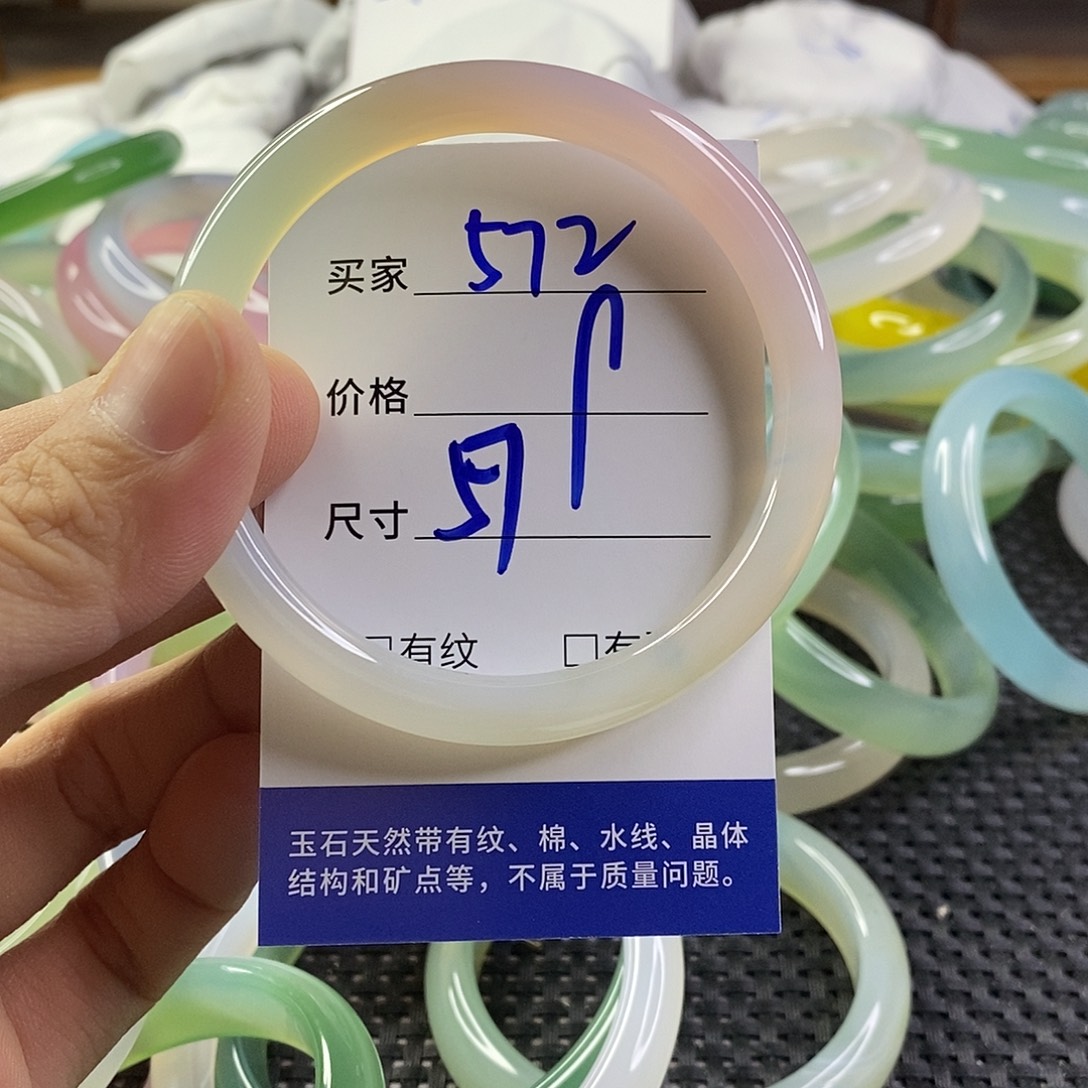 买家 572
价格
尺寸 57
□有纹 □有
玉石天然带有纹、棉、水线、晶体
结构和矿点等，不属于质量问题。